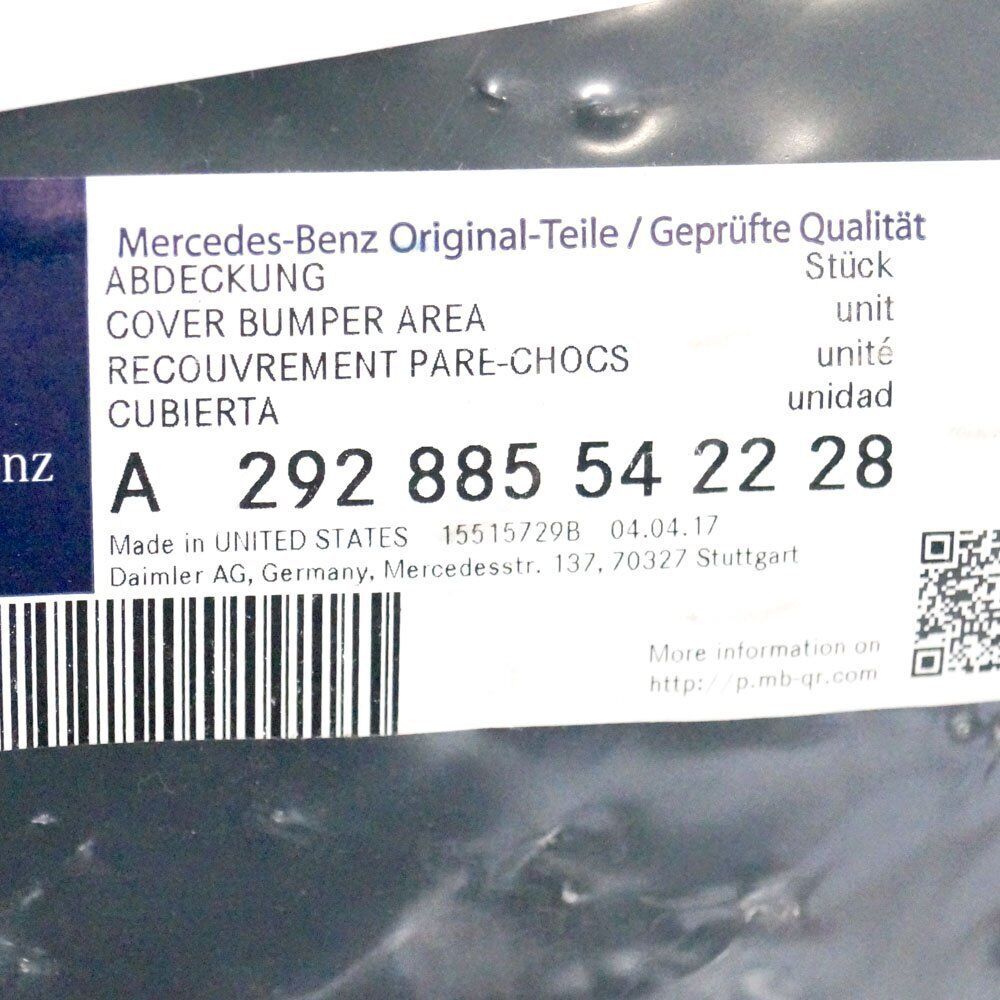 Mercedes-Benz Original-Teile / Geprüfte Qualität
ABDECKUNG Stück
COVER BUMPER AREA unit
RECOUVREMENT PARE-CHOCS unité
CUBIERTA unidad
nz
A 292 885 54 22 28
Made in UNITED STATES 15515729B 04.04.17
Daimler AG, Germany, Mercedesstr. 137, 70327 Stuttgart
More information on
http://p.mb-qr.com